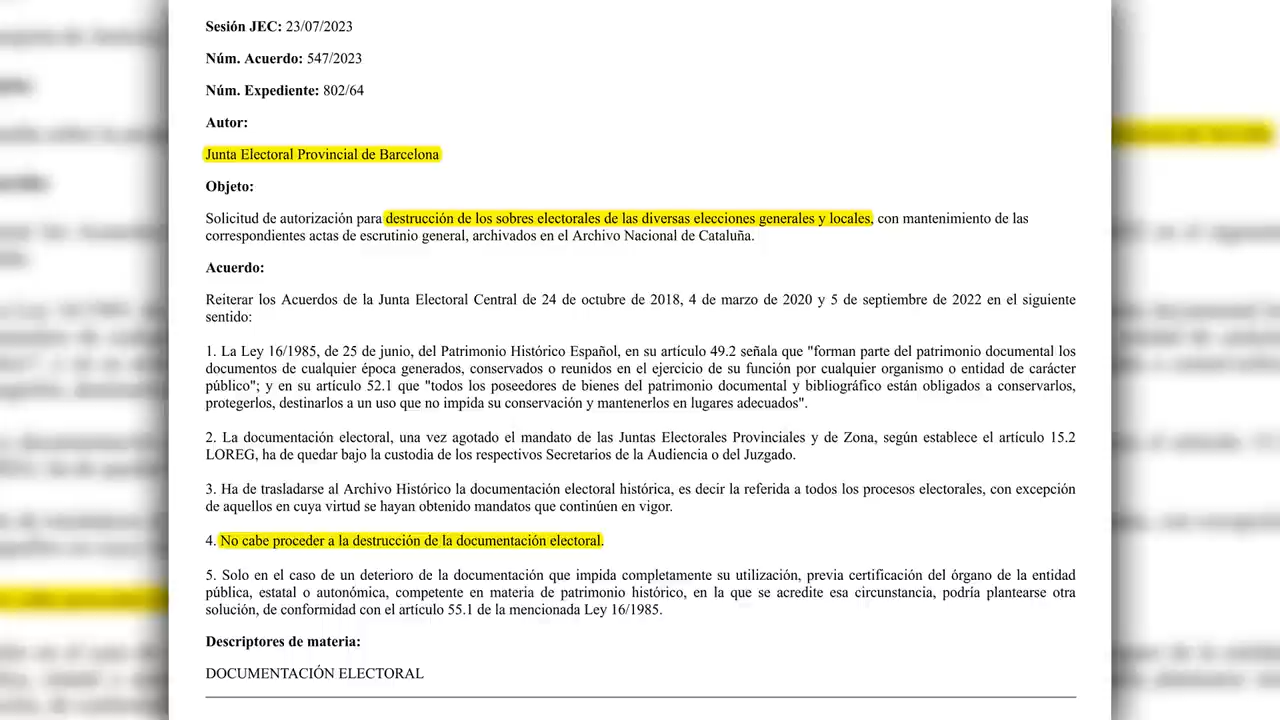 Sesión JEC: 23/07/2023
Núm. Acuerdo: 547/2023
Núm. Expediente: 802/64
Autor:
Junta Electoral Provincial de Barcelona
Objeto:
Solicitud de autorización para destrucción de los sobres electorales de las diversas elecciones generales y locales, con mantenimiento de las
correspondientes actas de escrutinio general, archivados en el Archivo Nacional de Cataluña.
Acuerdo:
Reiterar los Acuerdos de la Junta Electoral Central de 24 de octubre de 2018, 4 de marzo de 2020 y 5 de septiembre de 2022 en el siguiente
sentido:
1. La Ley 16/1985, de 25 de junio, del Patrimonio Histórico Español, en su artículo 49.2 señala que "forman parte del patrimonio documental los
documentos de cualquier época generados, conservados o reunidos en el ejercicio de su función por cualquier organismo o entidad de carácter
público"; y en su artículo 52.1 que "todos los poseedores de bienes del patrimonio documental y bibliográfico están obligados a conservarlos,
protegerlos, destinarlos a un uso que no impida su conservación y mantenerlos en lugares adecuados".
2. La documentación electoral, una vez agotado el mandato de las Juntas Electorales Provinciales y de Zona, según establece el artículo 15.2
LOREG, ha de quedar bajo la custodia de los respectivos Secretarios de la Audiencia o del Juzgado.
3. Ha de trasladarse al Archivo Histórico la documentación electoral histórica, es decir la referida a todos los procesos electorales, con excepción
de aquellos en cuya virtud se hayan obtenido mandatos que continúen en vigor.
4. No cabe proceder a la destrucción de la documentación electoral.
5. Solo en el caso de un deterioro de la documentación que impida completamente su utilización, previa certificación del órgano de la entidad
pública, estatal o autonómica, competente en materia de patrimonio histórico, en la que se acredite esa circunstancia, podría plantearse otra
solución, de conformidad con el artículo 55.1 de la mencionada Ley 16/1985.
Descriptores de materia:
DOCUMENTACIÓN ELECTORAL